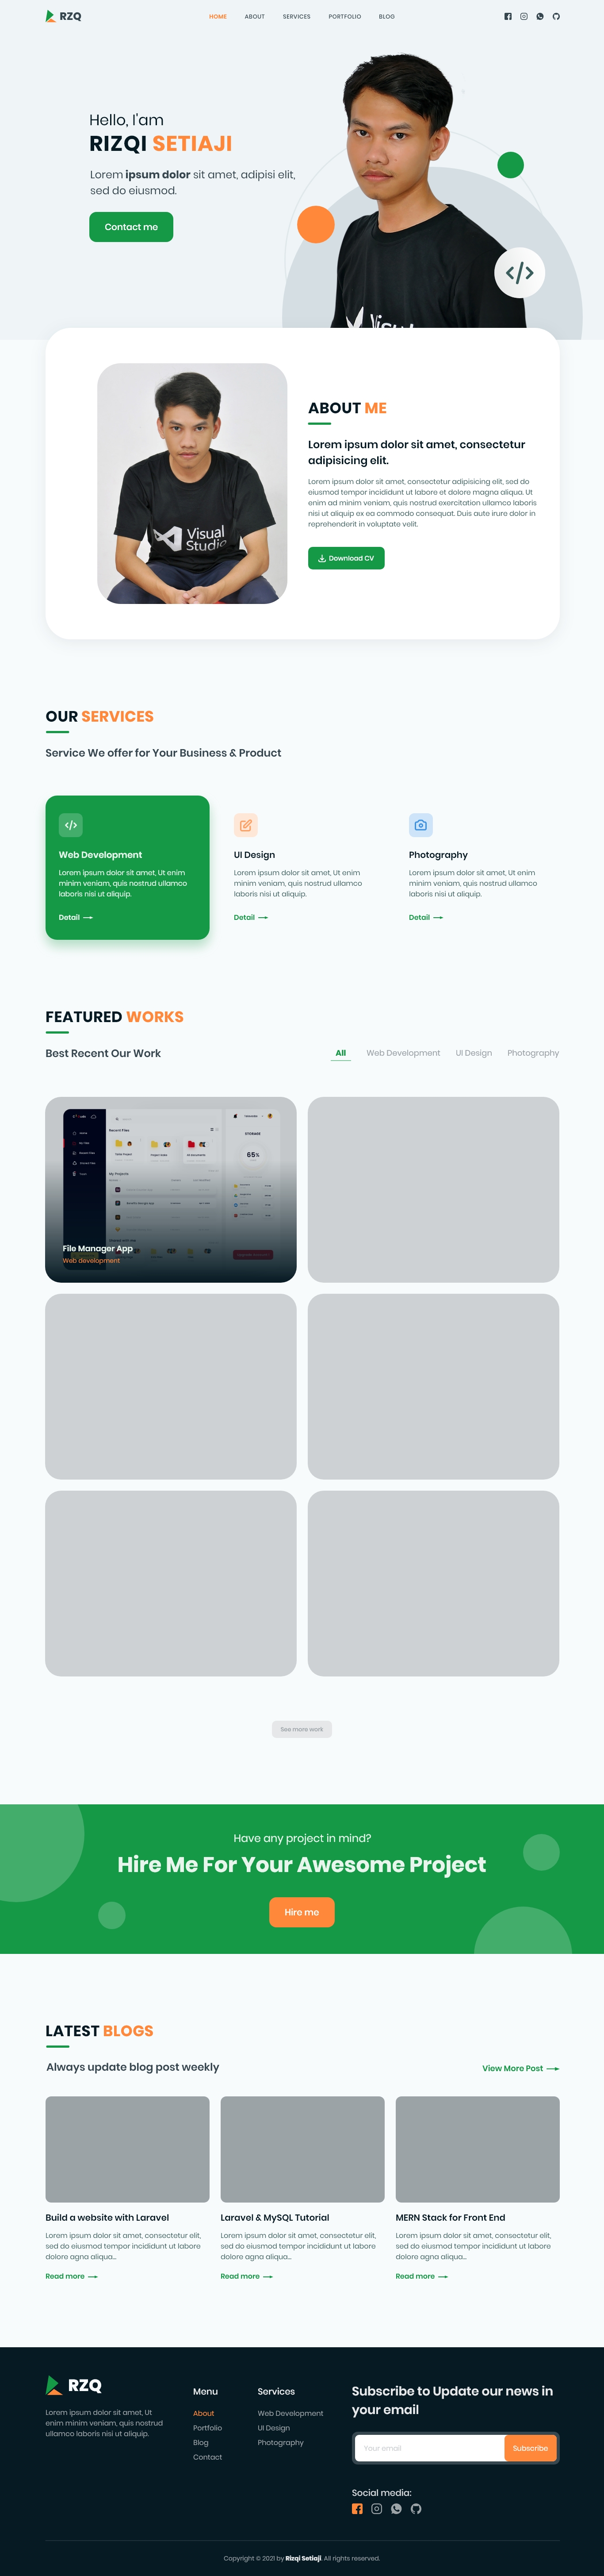 RZQ
HOME ABOUT SERVICES PORTFOLIO BLOG
Hello, I'am
RIZQI SETIAJI
Lorem ipsum dolor sit amet, adipisi elit,
sed do eiusmod.
Contact me
</>
ABOUT ME
Lorem ipsum dolor sit amet, consectetur
adipisicing elit.
Lorem ipsum dolor sit amet, consectetur adipisicing elit, sed do
eiusmod tempor incididunt ut labore et dolore magna aliqua. Ut
enim ad minim veniam, quis nostrud exercitation ullamco laboris
nisi ut aliquip ex ea commodo consequat. Duis aute irure dolor in
reprehenderit in voluptate velit.
Download CV
Visual
Studio
OUR SERVICES
Service We offer for Your Business & Product
Web Development
Lorem ipsum dolor sit amet, Ut enim
minim veniam, quis nostrud ullamco
laboris nisi ut aliquip.
Detail
UI Design
Lorem ipsum dolor sit amet, Ut enim
minim veniam, quis nostrud ullamco
laboris nisi ut aliquip.
Detail
Photography
Lorem ipsum dolor sit amet, Ut enim
minim veniam, quis nostrud ullamco
laboris nisi ut aliquip.
Detail
FEATURED WORKS
Best Recent Our Work
All Web Development UI Design Photography
Recent Files
STORAGE
65%
My Projects
File Manager App
Web development
See more work
Have any project in mind?
Hire Me For Your Awesome Project
Hire me
LATEST BLOGS
Always update blog post weekly
View More Post
Build a website with Laravel
Lorem ipsum dolor sit amet, consectetur elit,
sed do eiusmod tempor incididunt ut labore
dolore agna aliqua...
Read more
Laravel & MySQL Tutorial
Lorem ipsum dolor sit amet, consectetur elit,
sed do eiusmod tempor incididunt ut labore
dolore agna aliqua...
Read more
MERN Stack for Front End
Lorem ipsum dolor sit amet, consectetur elit,
sed do eiusmod tempor incididunt ut labore
dolore agna aliqua...
Read more
RZQ
Lorem ipsum dolor sit amet, Ut
enim minim veniam, quis nostrud
ullamco laboris nisi ut aliquip.
Menu
About
Portfolio
Blog
Contact
Services
Web Development
UI Design
Photography
Subscribe to Update our news in
your email
Your email
Subscribe
Social media:
Copyright © 2021 by Rizqi Setiaji. All rights reserved.